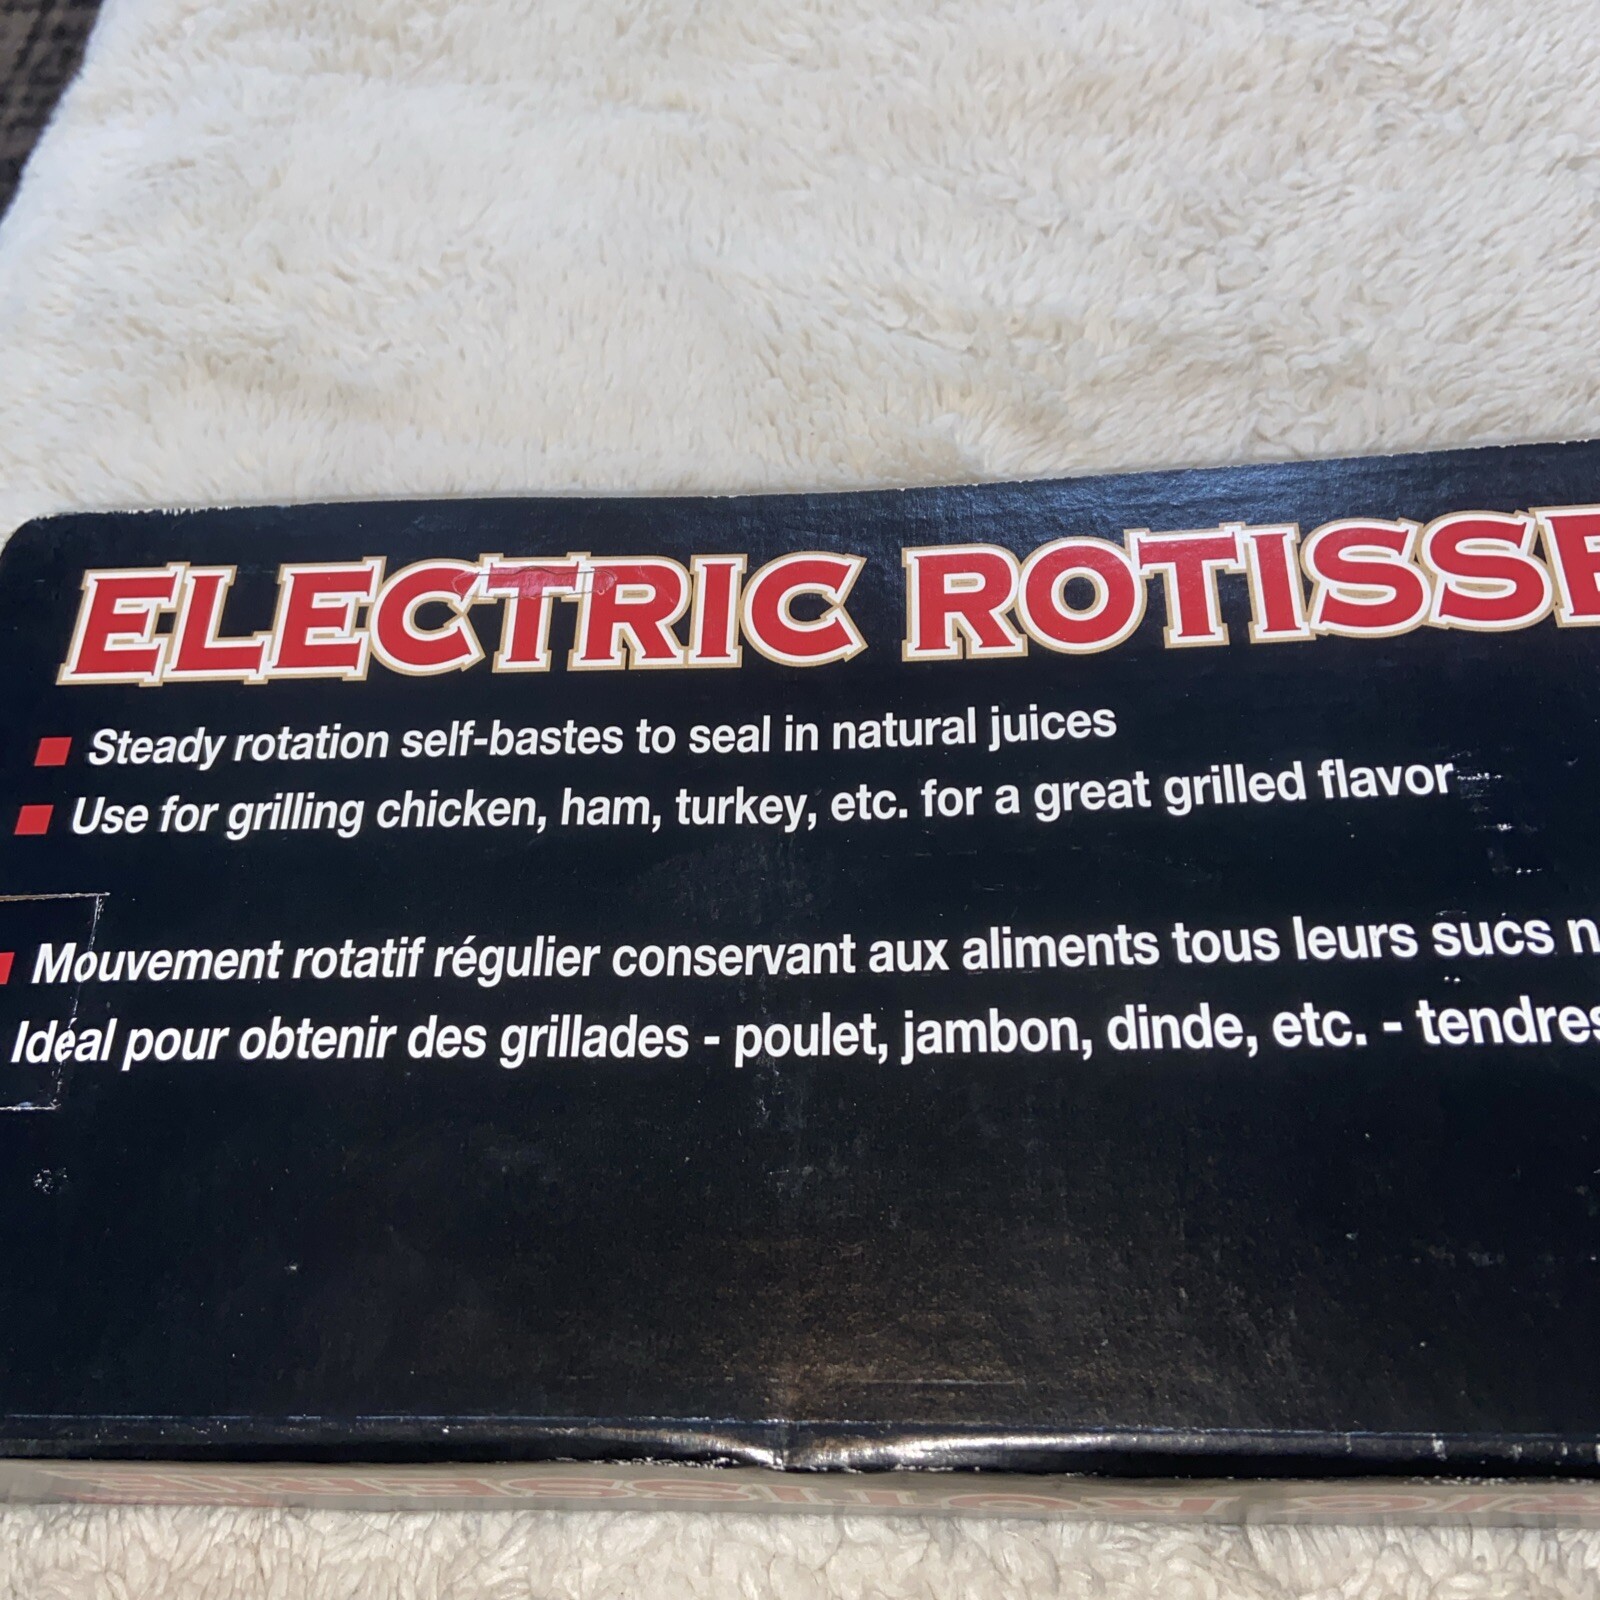 ELECTRIC ROTISSE
Steady rotation self-bastes to seal in natural juices
Use for grilling chicken, ham, turkey, etc. for a great grilled flavor
Mouvement rotatif régulier conservant aux aliments tous leurs sucs n
Idéal pour obtenir des grillades - poulet, jambon, dinde, etc. - tendres